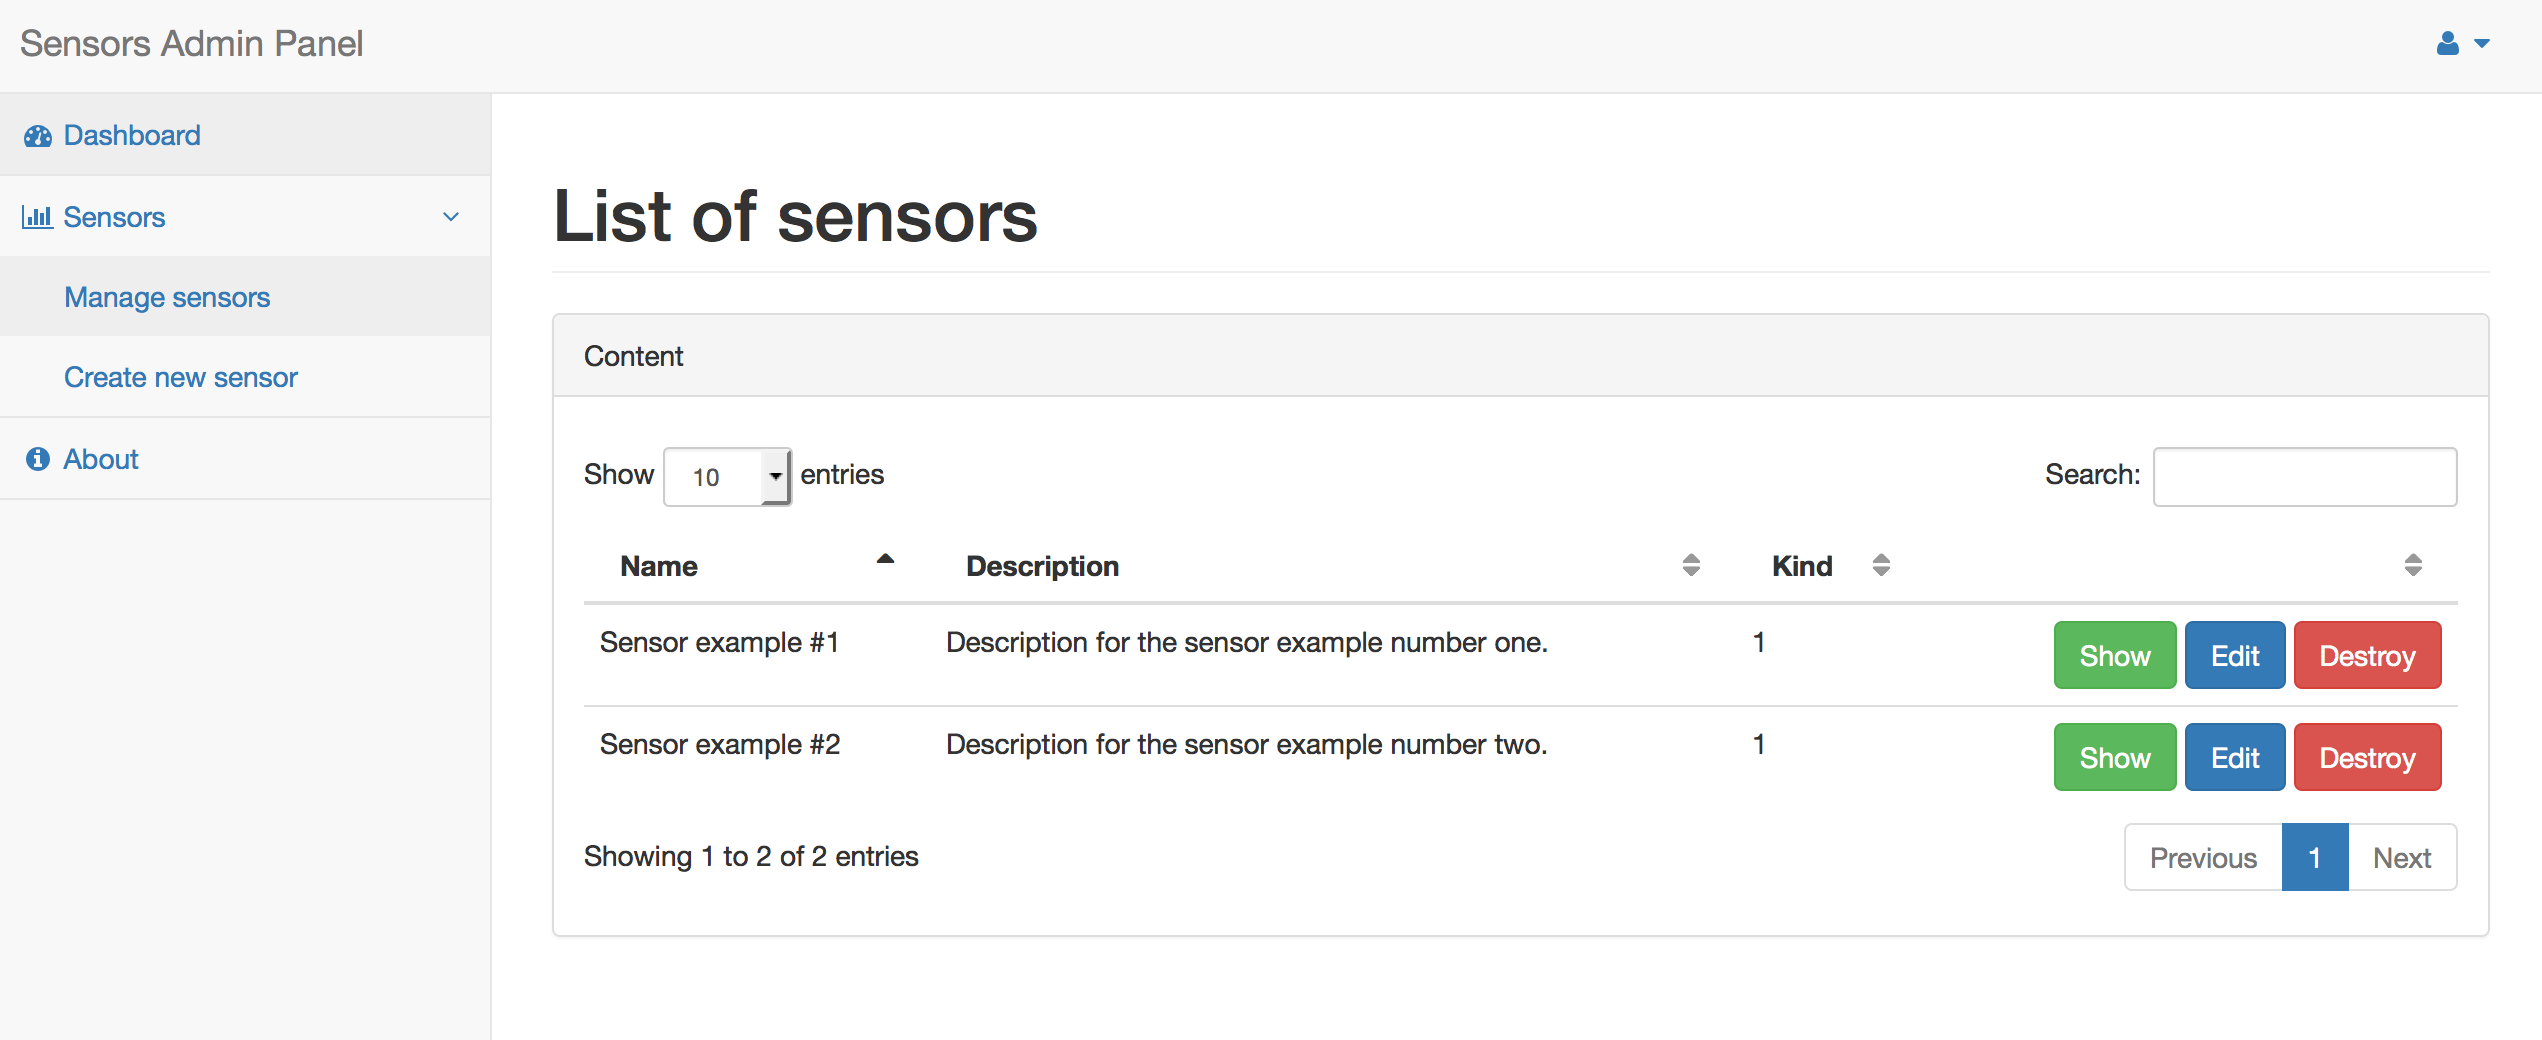 Sensors Admin Panel
Dashboard
Sensors
Manage sensors
Create new sensor
About
List of sensors
Content
Show 10 entries Search:
Name Description Kind
Sensor example #1 Description for the sensor example number one. 1 Show Edit Destroy
Sensor example #2 Description for the sensor example number two. 1 Show Edit Destroy
Showing 1 to 2 of 2 entries Previous 1 Next